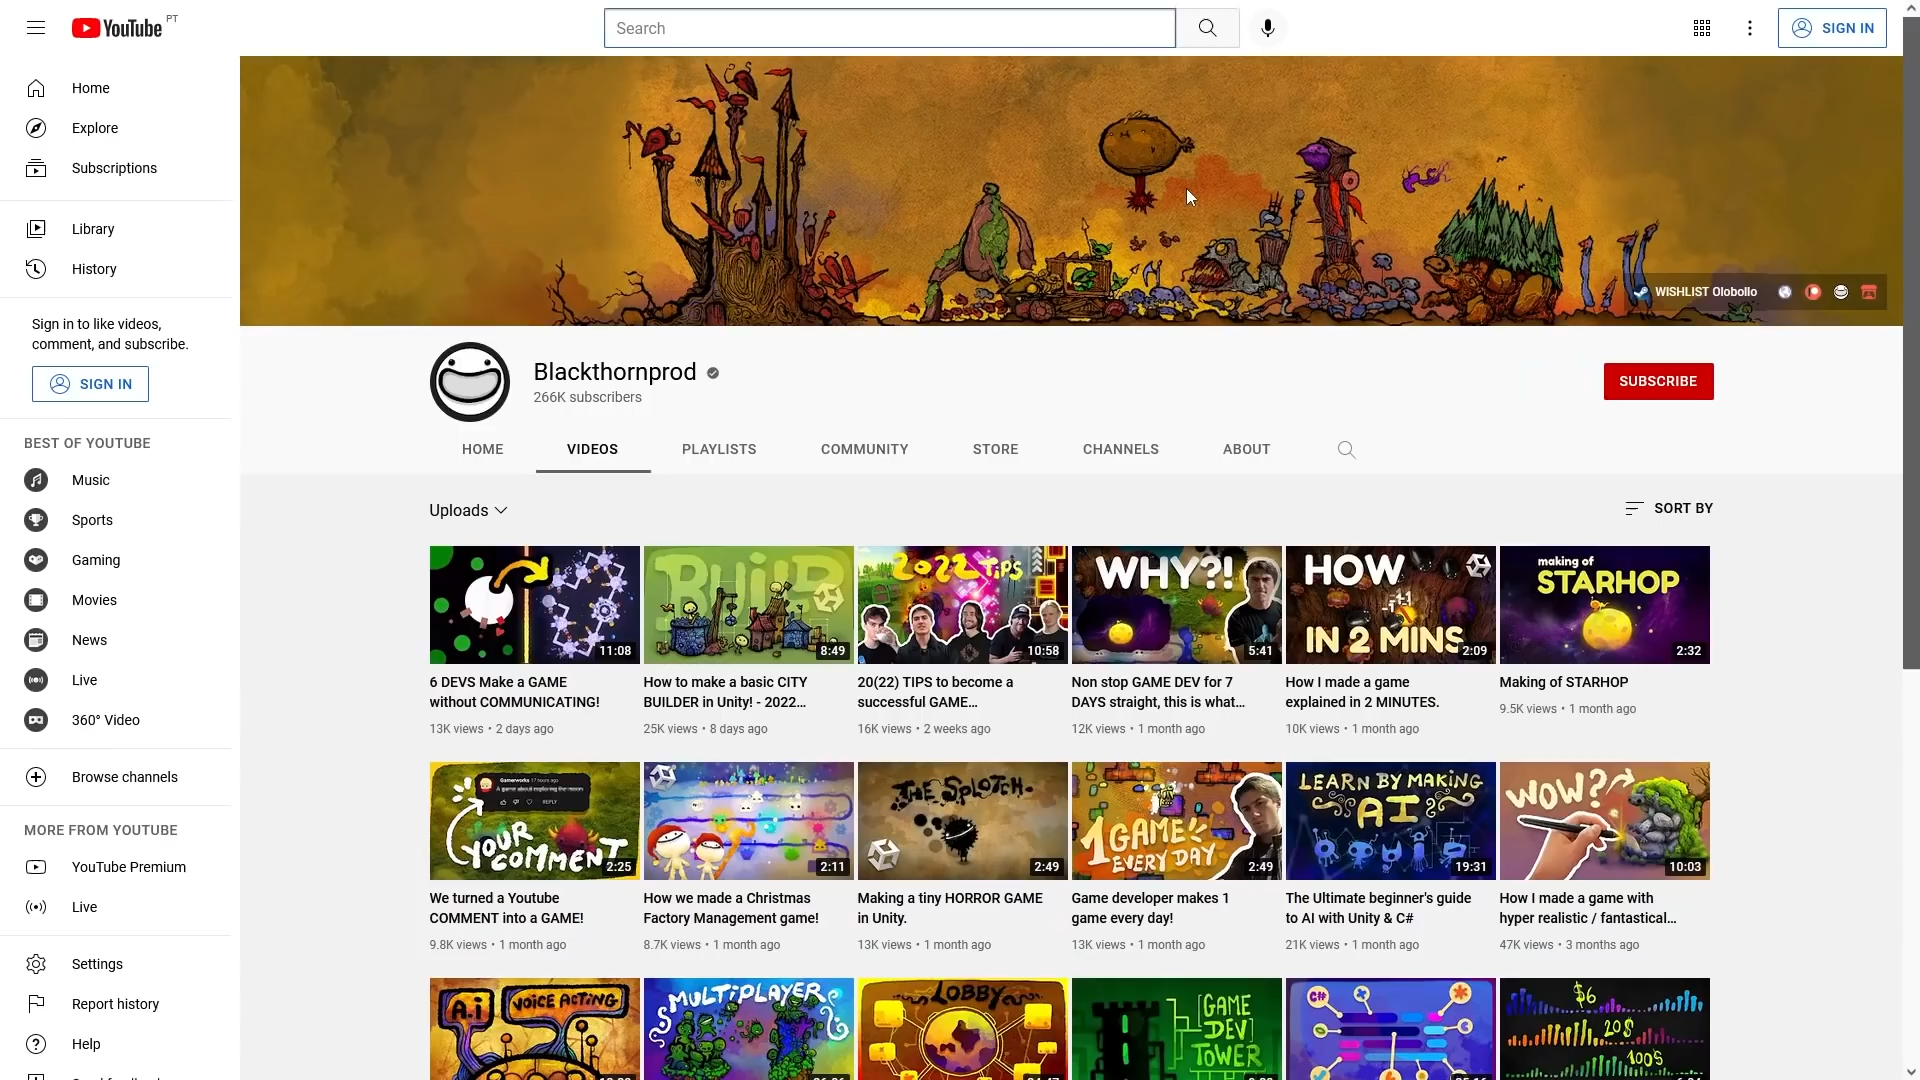 YouTube PT
Search
SIGN IN
Home
Explore
Subscriptions
Library
History
Sign in to like videos,
comment, and subscribe.
SIGN IN
BEST OF YOUTUBE
Music
Sports
Gaming
Movies
News
Live
360° Video
Browse channels
MORE FROM YOUTUBE
YouTube Premium
Live
Settings
Report history
Help
WISHLIST Olobollo
Blackthornprod
266K subscribers
SUBSCRIBE
HOME
VIDEOS
PLAYLISTS
COMMUNITY
STORE
CHANNELS
ABOUT
Uploads
SORT BY
11:08
6 DEVS Make a GAME
without COMMUNICATING!
13K views • 2 days ago
BUILD
8:49
How to make a basic CITY
BUILDER in Unity! - 2022...
25K views • 8 days ago
2022 TIPS
10:58
20(22) TIPS to become a
successful GAME...
16K views • 2 weeks ago
WHY?!
5:41
Non stop GAME DEV for 7
DAYS straight, this is what...
12K views • 1 month ago
HOW
-1 -1
IN 2 MINS
2:09
How I made a game
explained in 2 MINUTES.
10K views • 1 month ago
making of
STARHOP
2:32
Making of STARHOP
9.5K views • 1 month ago
Gamerworks 17 hours ago
A game about exploring the moon
REPLY
YOUR
COMMENT
2:25
We turned a Youtube
COMMENT into a GAME!
9.8K views • 1 month ago
2:11
How we made a Christmas
Factory Management game!
8.7K views • 1 month ago
THE SPLOTCH
2:49
Making a tiny HORROR GAME
in Unity.
13K views • 1 month ago
1 GAME
EVERY DAY
2:49
Game developer makes 1
game every day!
13K views • 1 month ago
LEARN BY MAKING
AI
19:31
The Ultimate beginner's guide
to AI with Unity & C#
21K views • 1 month ago
WOW?
10:03
How I made a game with
hyper realistic / fantastical...
47K views • 3 months ago
A.i
VOICE ACTING
MULTIPLAYER
LOBBY
[GAME
DEV]
TOWER
C#
$6
20$
100$